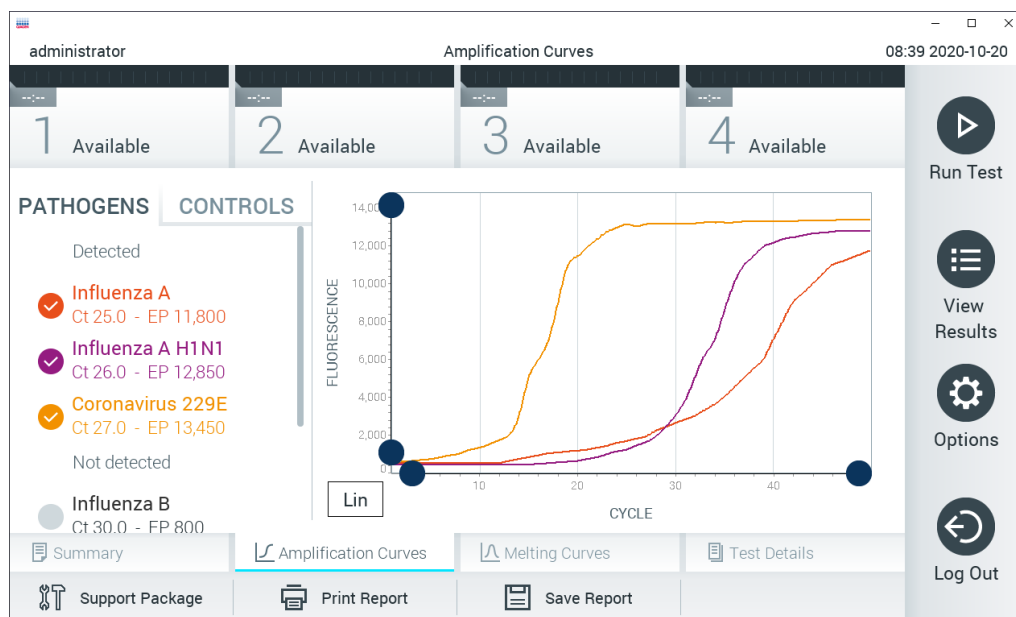 administrator
Amplification Curves
08:39 2020-10-20
--:--
1 Available
--:--
2 Available
--:--
3 Available
--:--
4 Available
Run Test
View
Results
Options
Log Out
PATHOGENS
CONTROLS
Detected
Influenza A
Ct 25.0 - EP 11,800
Influenza A H1N1
Ct 26.0 - EP 12,850
Coronavirus 229E
Ct 27.0 - EP 13,450
Not detected
Influenza B
Ct 30.0 - EP 800
FLUORESCENCE
14,00
12,000
10,000
8,000
6,000
4,000
2,000
0
10
20
30
40
CYCLE
Lin
Summary
Amplification Curves
Melting Curves
Test Details
Support Package
Print Report
Save Report